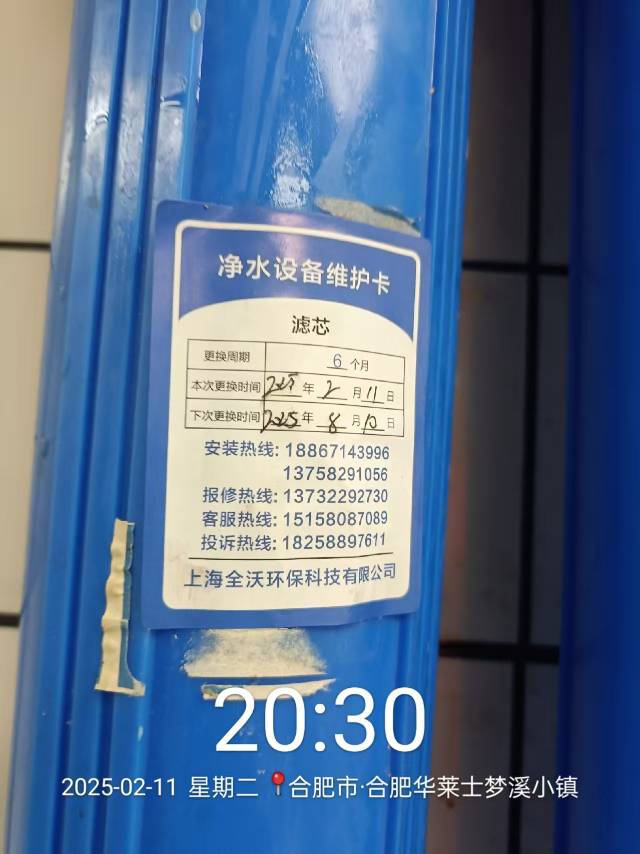 净水设备维护卡
滤芯
更换周期 6 个月
本次更换时间 2025 年 2 月 11 日
下次更换时间 2025 年 8 月 10 日
安装热线: 18867143996
13758291056
报修热线: 13732292730
客服热线: 15158087089
投诉热线: 18258897611
上海全沃环保科技有限公司
20:30
2025-02-11 星期二 合肥市·合肥华莱士梦溪小镇